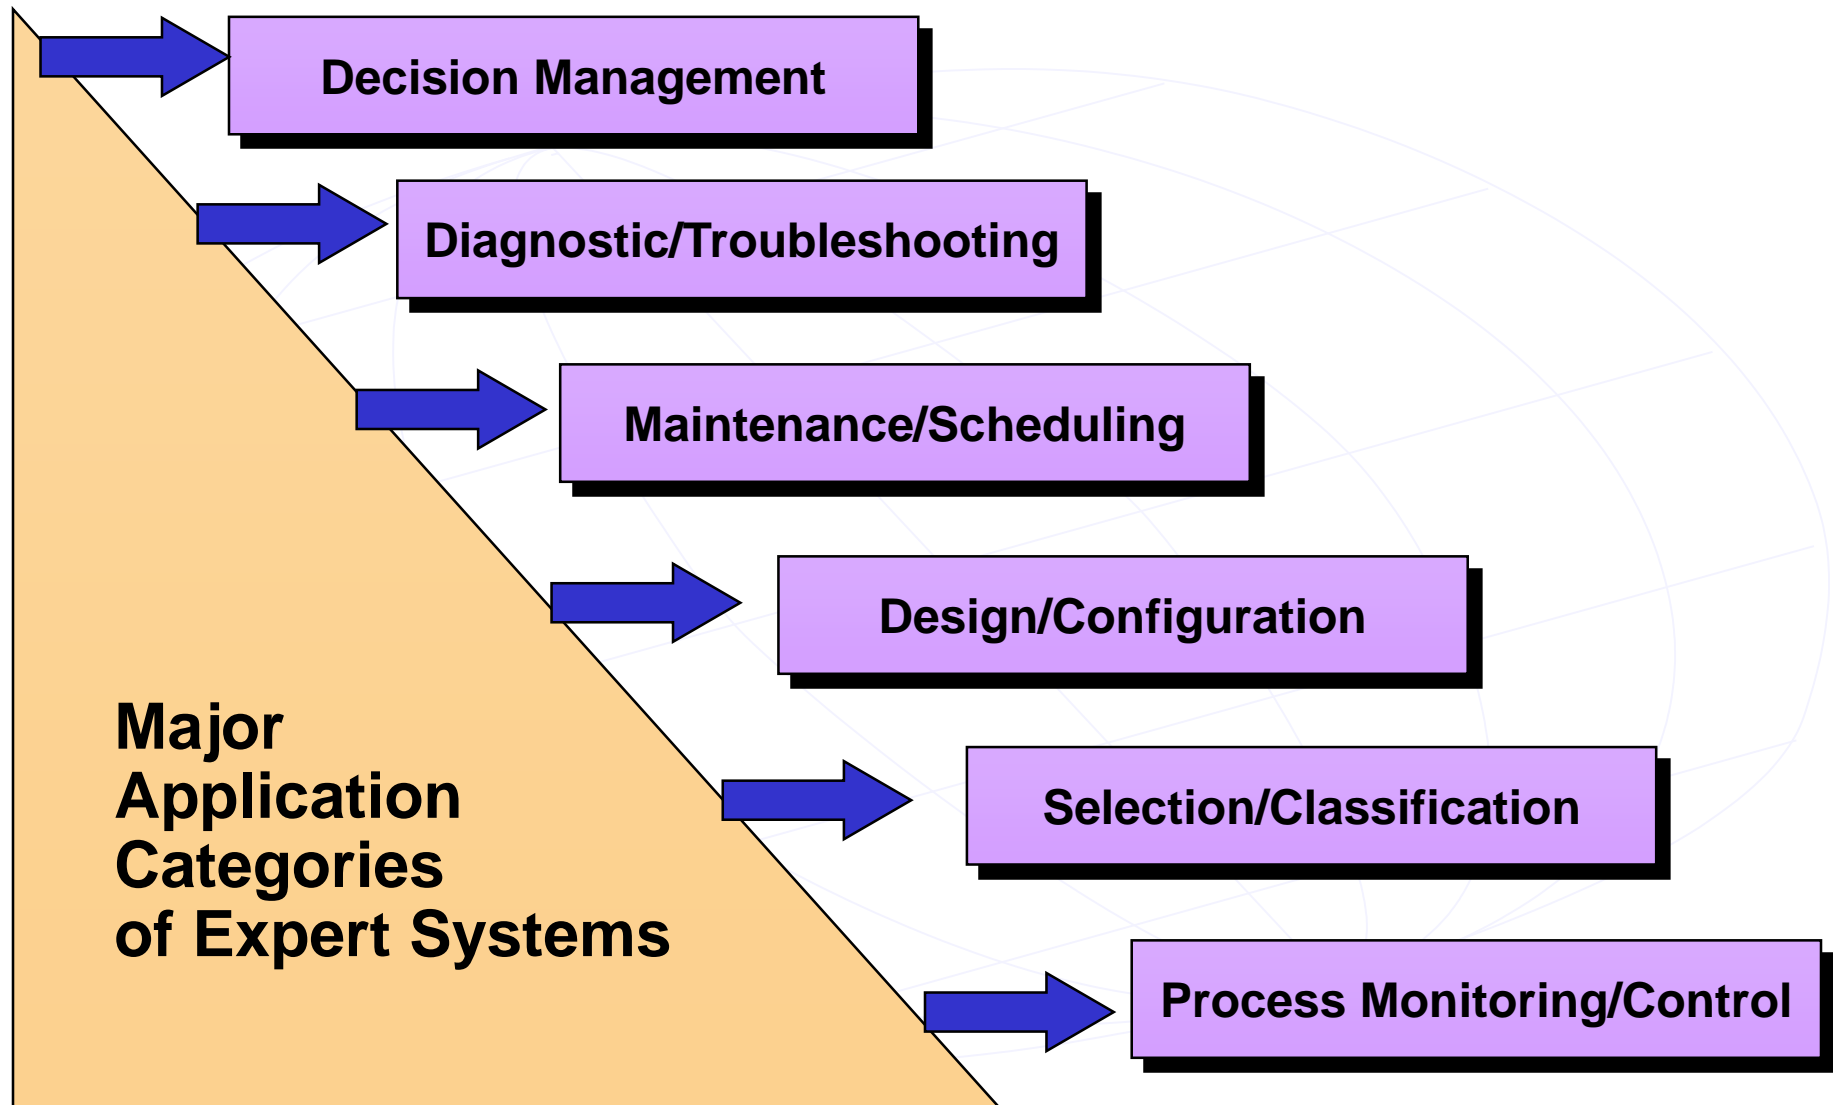 Decision Management
Diagnostic/Troubleshooting
Maintenance/Scheduling
Design/Configuration
Major
Application
Categories
of Expert Systems
Selection/Classification
Process Monitoring/Control